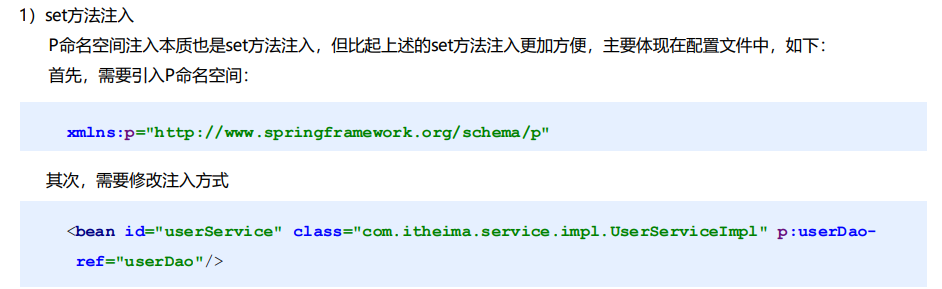 1）set方法注入
P命名空间注入本质也是set方法注入，但比起上述的set方法注入更加方便，主要体现在配置文件中，如下：
首先，需要引入P命名空间：
xmlns:p="http://www.springframework.org/schema/p"
其次，需要修改注入方式
<bean id="userService" class="com.itheima.service.impl.UserServiceImpl" p:userDao-
ref="userDao"/>